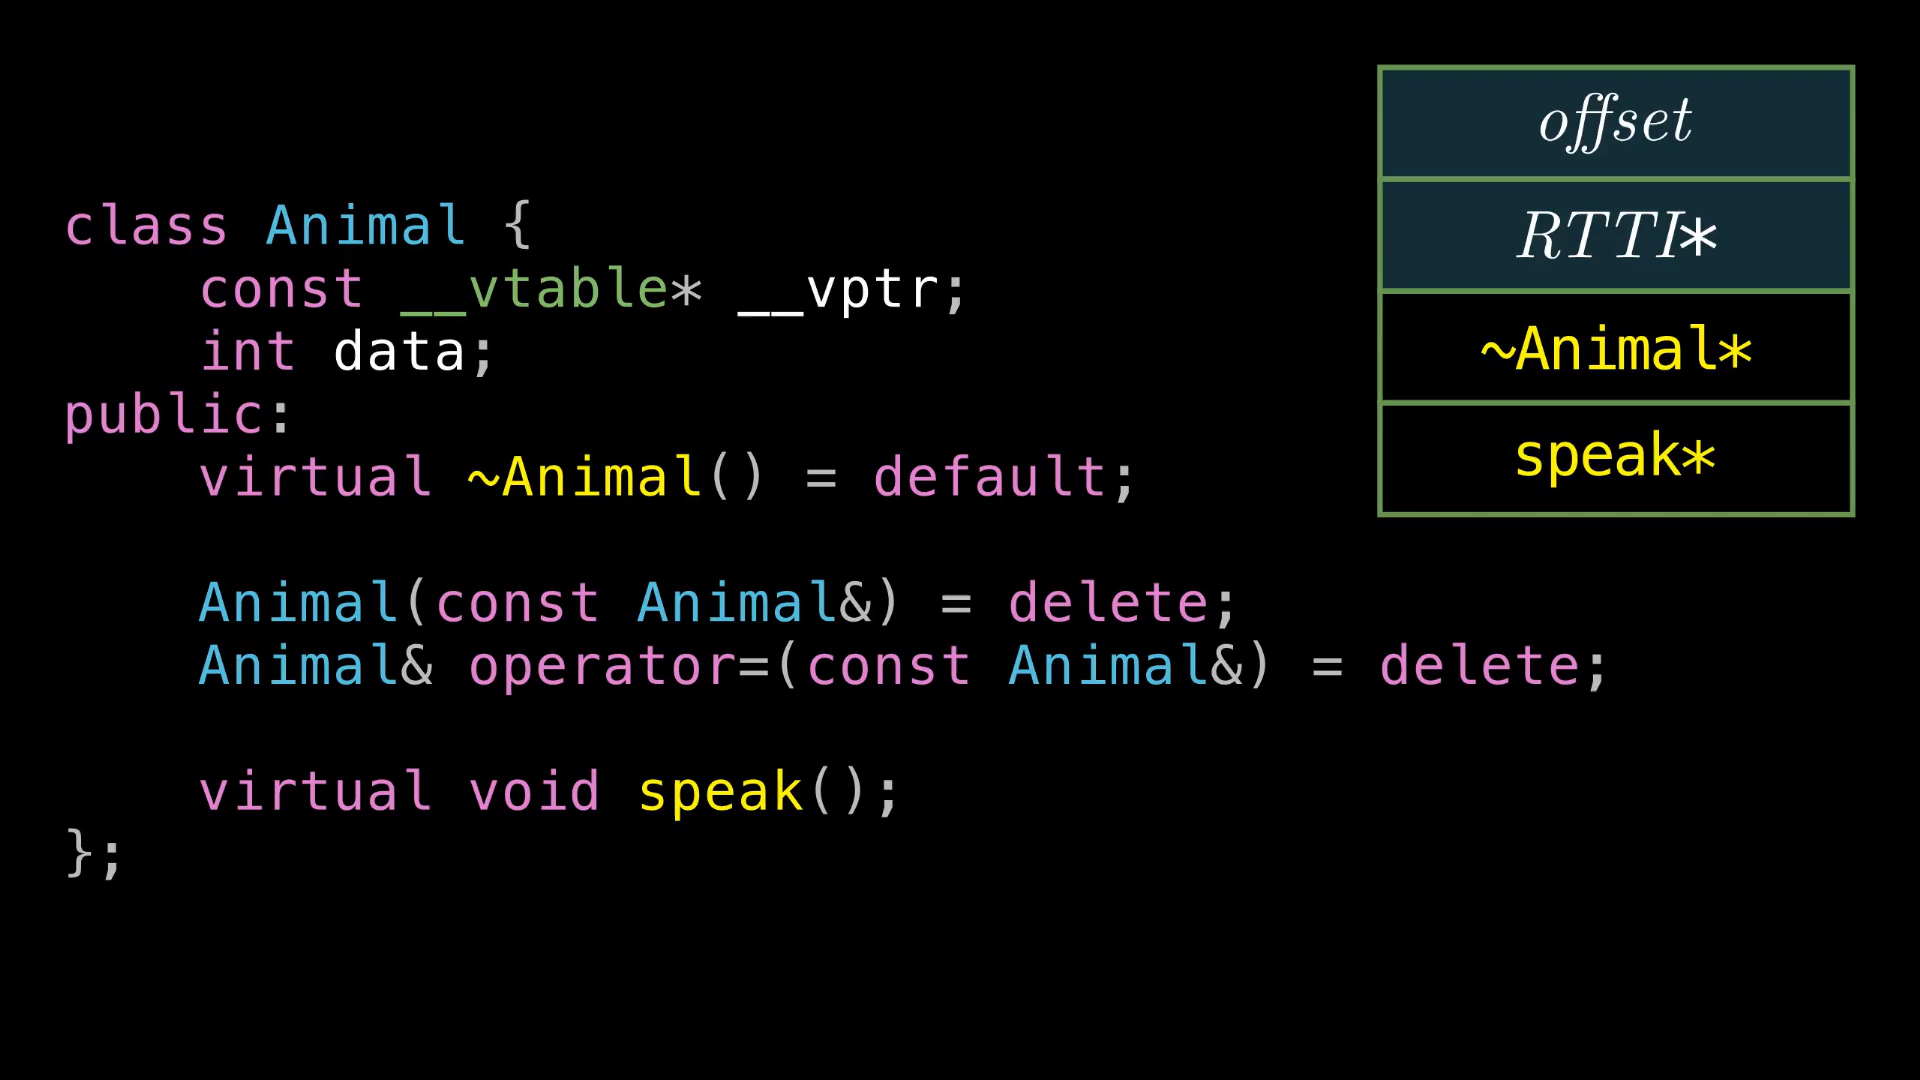 class Animal {
    const __vtable* __vptr;
    int data;
public:
    virtual ~Animal() = default;
    Animal(const Animal&) = delete;
    Animal& operator=(const Animal&) = delete;
    virtual void speak();
};
offset
RTTI*
~Animal*
speak*